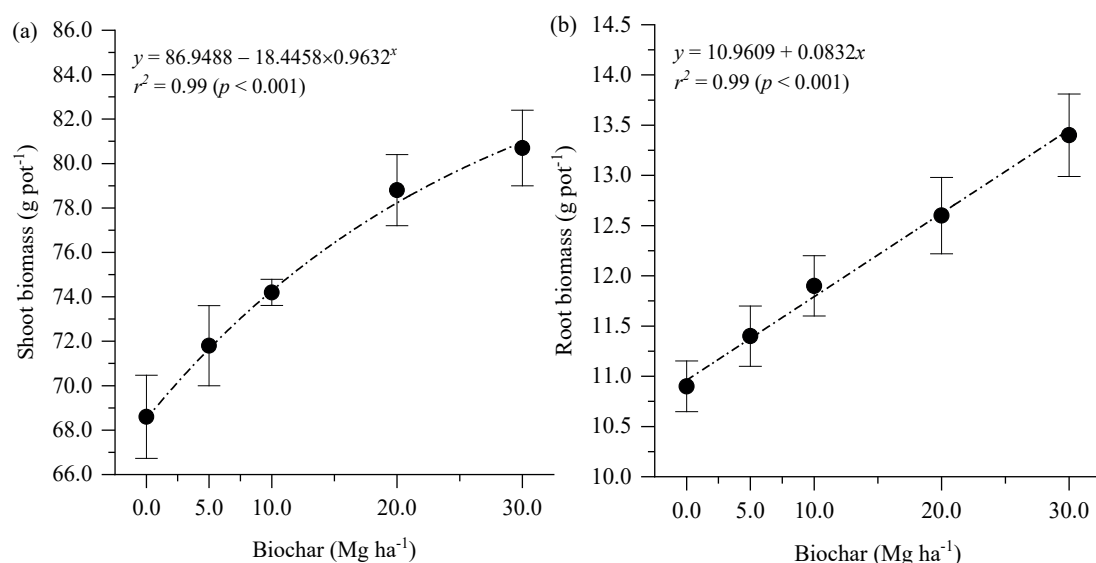 (a)
y = 86.9488 – 18.4458×0.9632^x
r² = 0.99 (p < 0.001)
Shoot biomass (g pot⁻¹)
86.0
84.0
82.0
80.0
78.0
76.0
74.0
72.0
70.0
68.0
66.0
0.0 5.0 10.0 20.0 30.0
Biochar (Mg ha⁻¹)
(b)
y = 10.9609 + 0.0832x
r² = 0.99 (p < 0.001)
Root biomass (g pot⁻¹)
14.5
14.0
13.5
13.0
12.5
12.0
11.5
11.0
10.5
10.0
0.0 5.0 10.0 20.0 30.0
Biochar (Mg ha⁻¹)